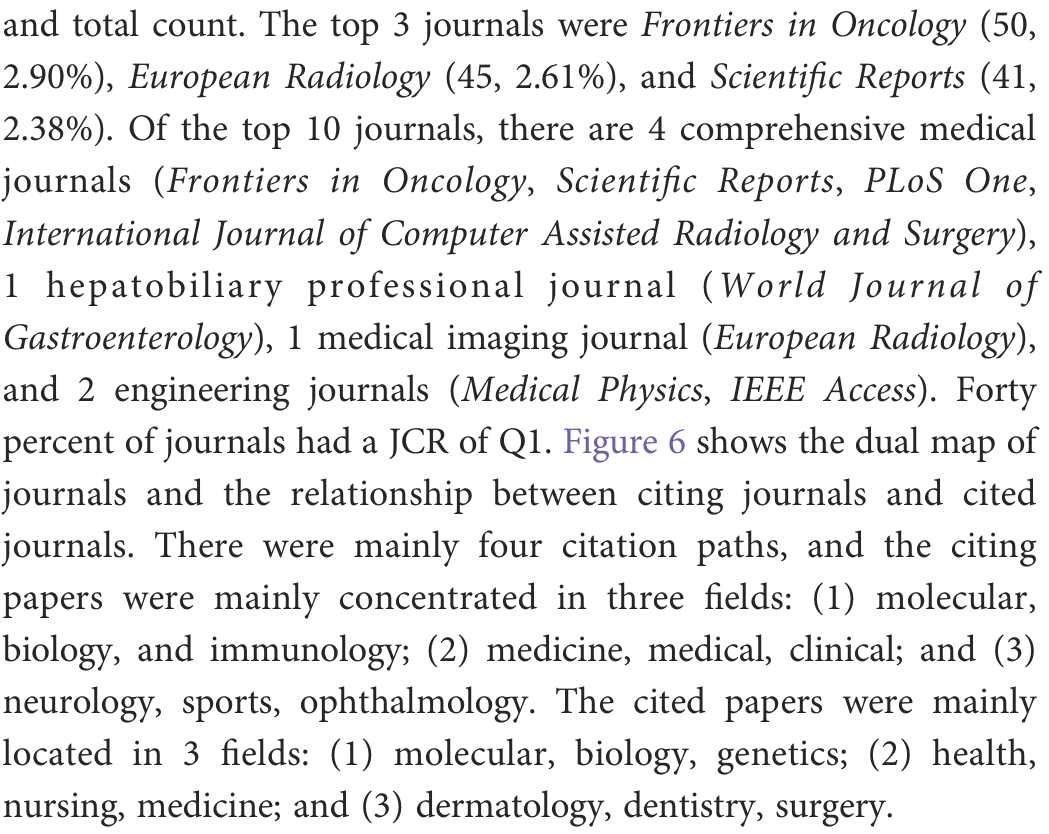 and total count. The top 3 journals were Frontiers in Oncology (50,
2.90%), European Radiology (45, 2.61%), and Scientific Reports (41,
2.38%). Of the top 10 journals, there are 4 comprehensive medical
journals (Frontiers in Oncology, Scientific Reports, PLoS One,
International Journal of Computer Assisted Radiology and Surgery),
1 hepatobiliary professional journal (World Journal of
Gastroenterology), 1 medical imaging journal (European Radiology),
and 2 engineering journals (Medical Physics, IEEE Access). Forty
percent of journals had a JCR of Q1. Figure 6 shows the dual map of
journals and the relationship between citing journals and cited
journals. There were mainly four citation paths, and the citing
papers were mainly concentrated in three fields: (1) molecular,
biology, and immunology; (2) medicine, medical, clinical; and (3)
neurology, sports, ophthalmology. The cited papers were mainly
located in 3 fields: (1) molecular, biology, genetics; (2) health,
nursing, medicine; and (3) dermatology, dentistry, surgery.